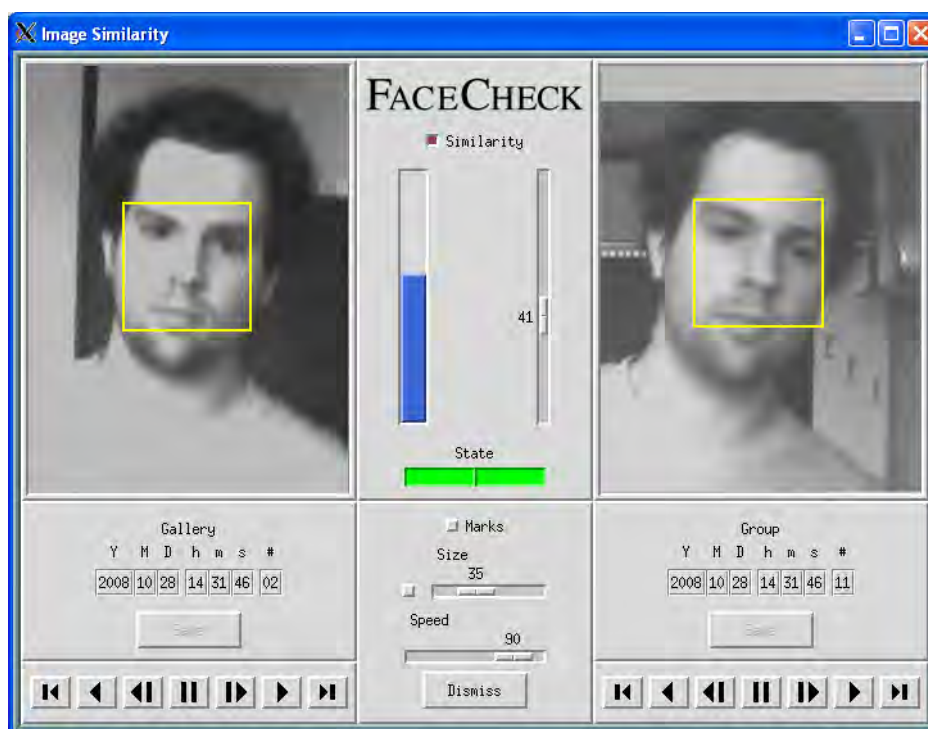 Image Similarity
FACECHECK
Similarity
41
State
Gallery
Y M D h m s #
2008 10 28 14 31 46 02
Marks
Size
35
Speed
90
Dismiss
Group
Y M D h m s #
2008 10 28 14 31 46 11